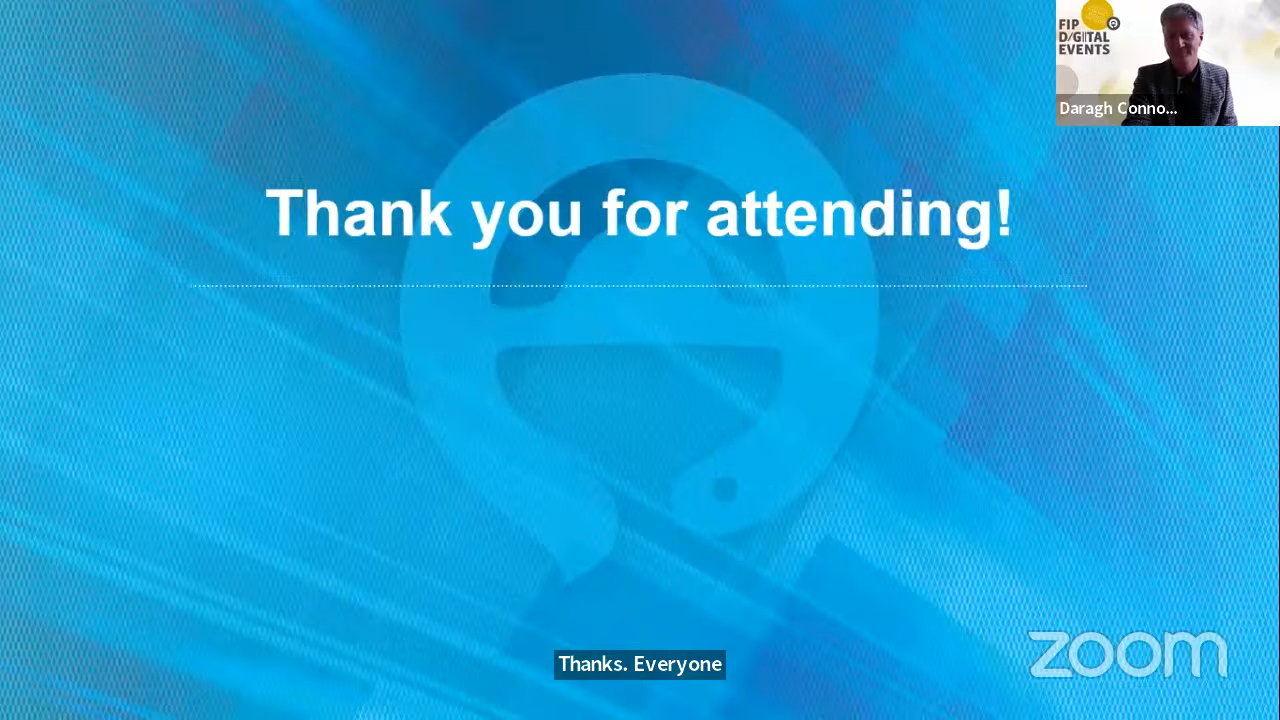 FIP
DIGITAL
EVENTS
Daragh Conno...
Thank you for attending!
Thanks. Everyone
zoom